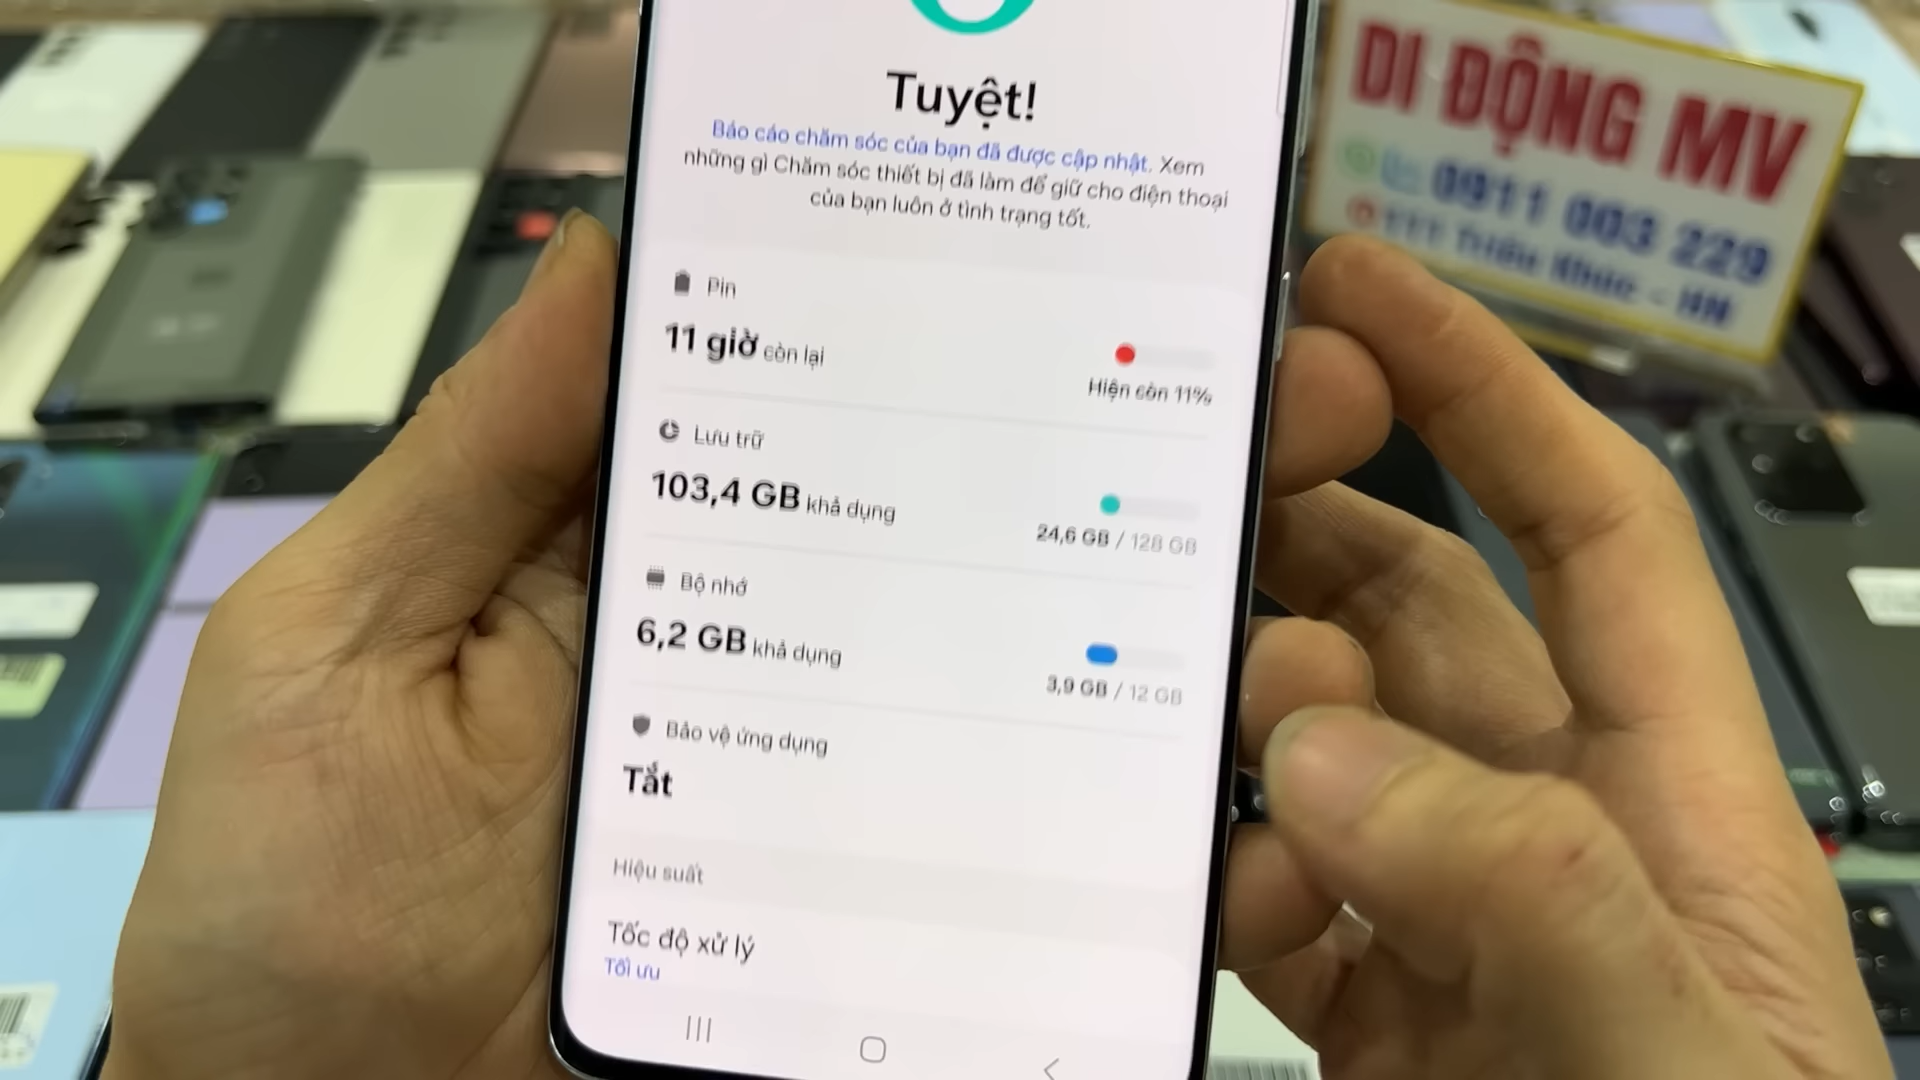 Tuyệt!
Báo cáo chăm sóc của bạn đã được cập nhật. Xem
những gì Chăm sóc thiết bị đã làm để giữ cho điện thoại
của bạn luôn ở tình trạng tốt.
Pin
11 giờ còn lại
Hiện còn 11%
Lưu trữ
103,4 GB khả dụng
24,6 GB / 128 GB
Bộ nhớ
6,2 GB khả dụng
3,9 GB / 12 GB
Bảo vệ ứng dụng
Tắt
Hiệu suất
Tốc độ xử lý
Tối ưu
DI ĐỘNG MV
0911 003 229
Triều Khúc - HN